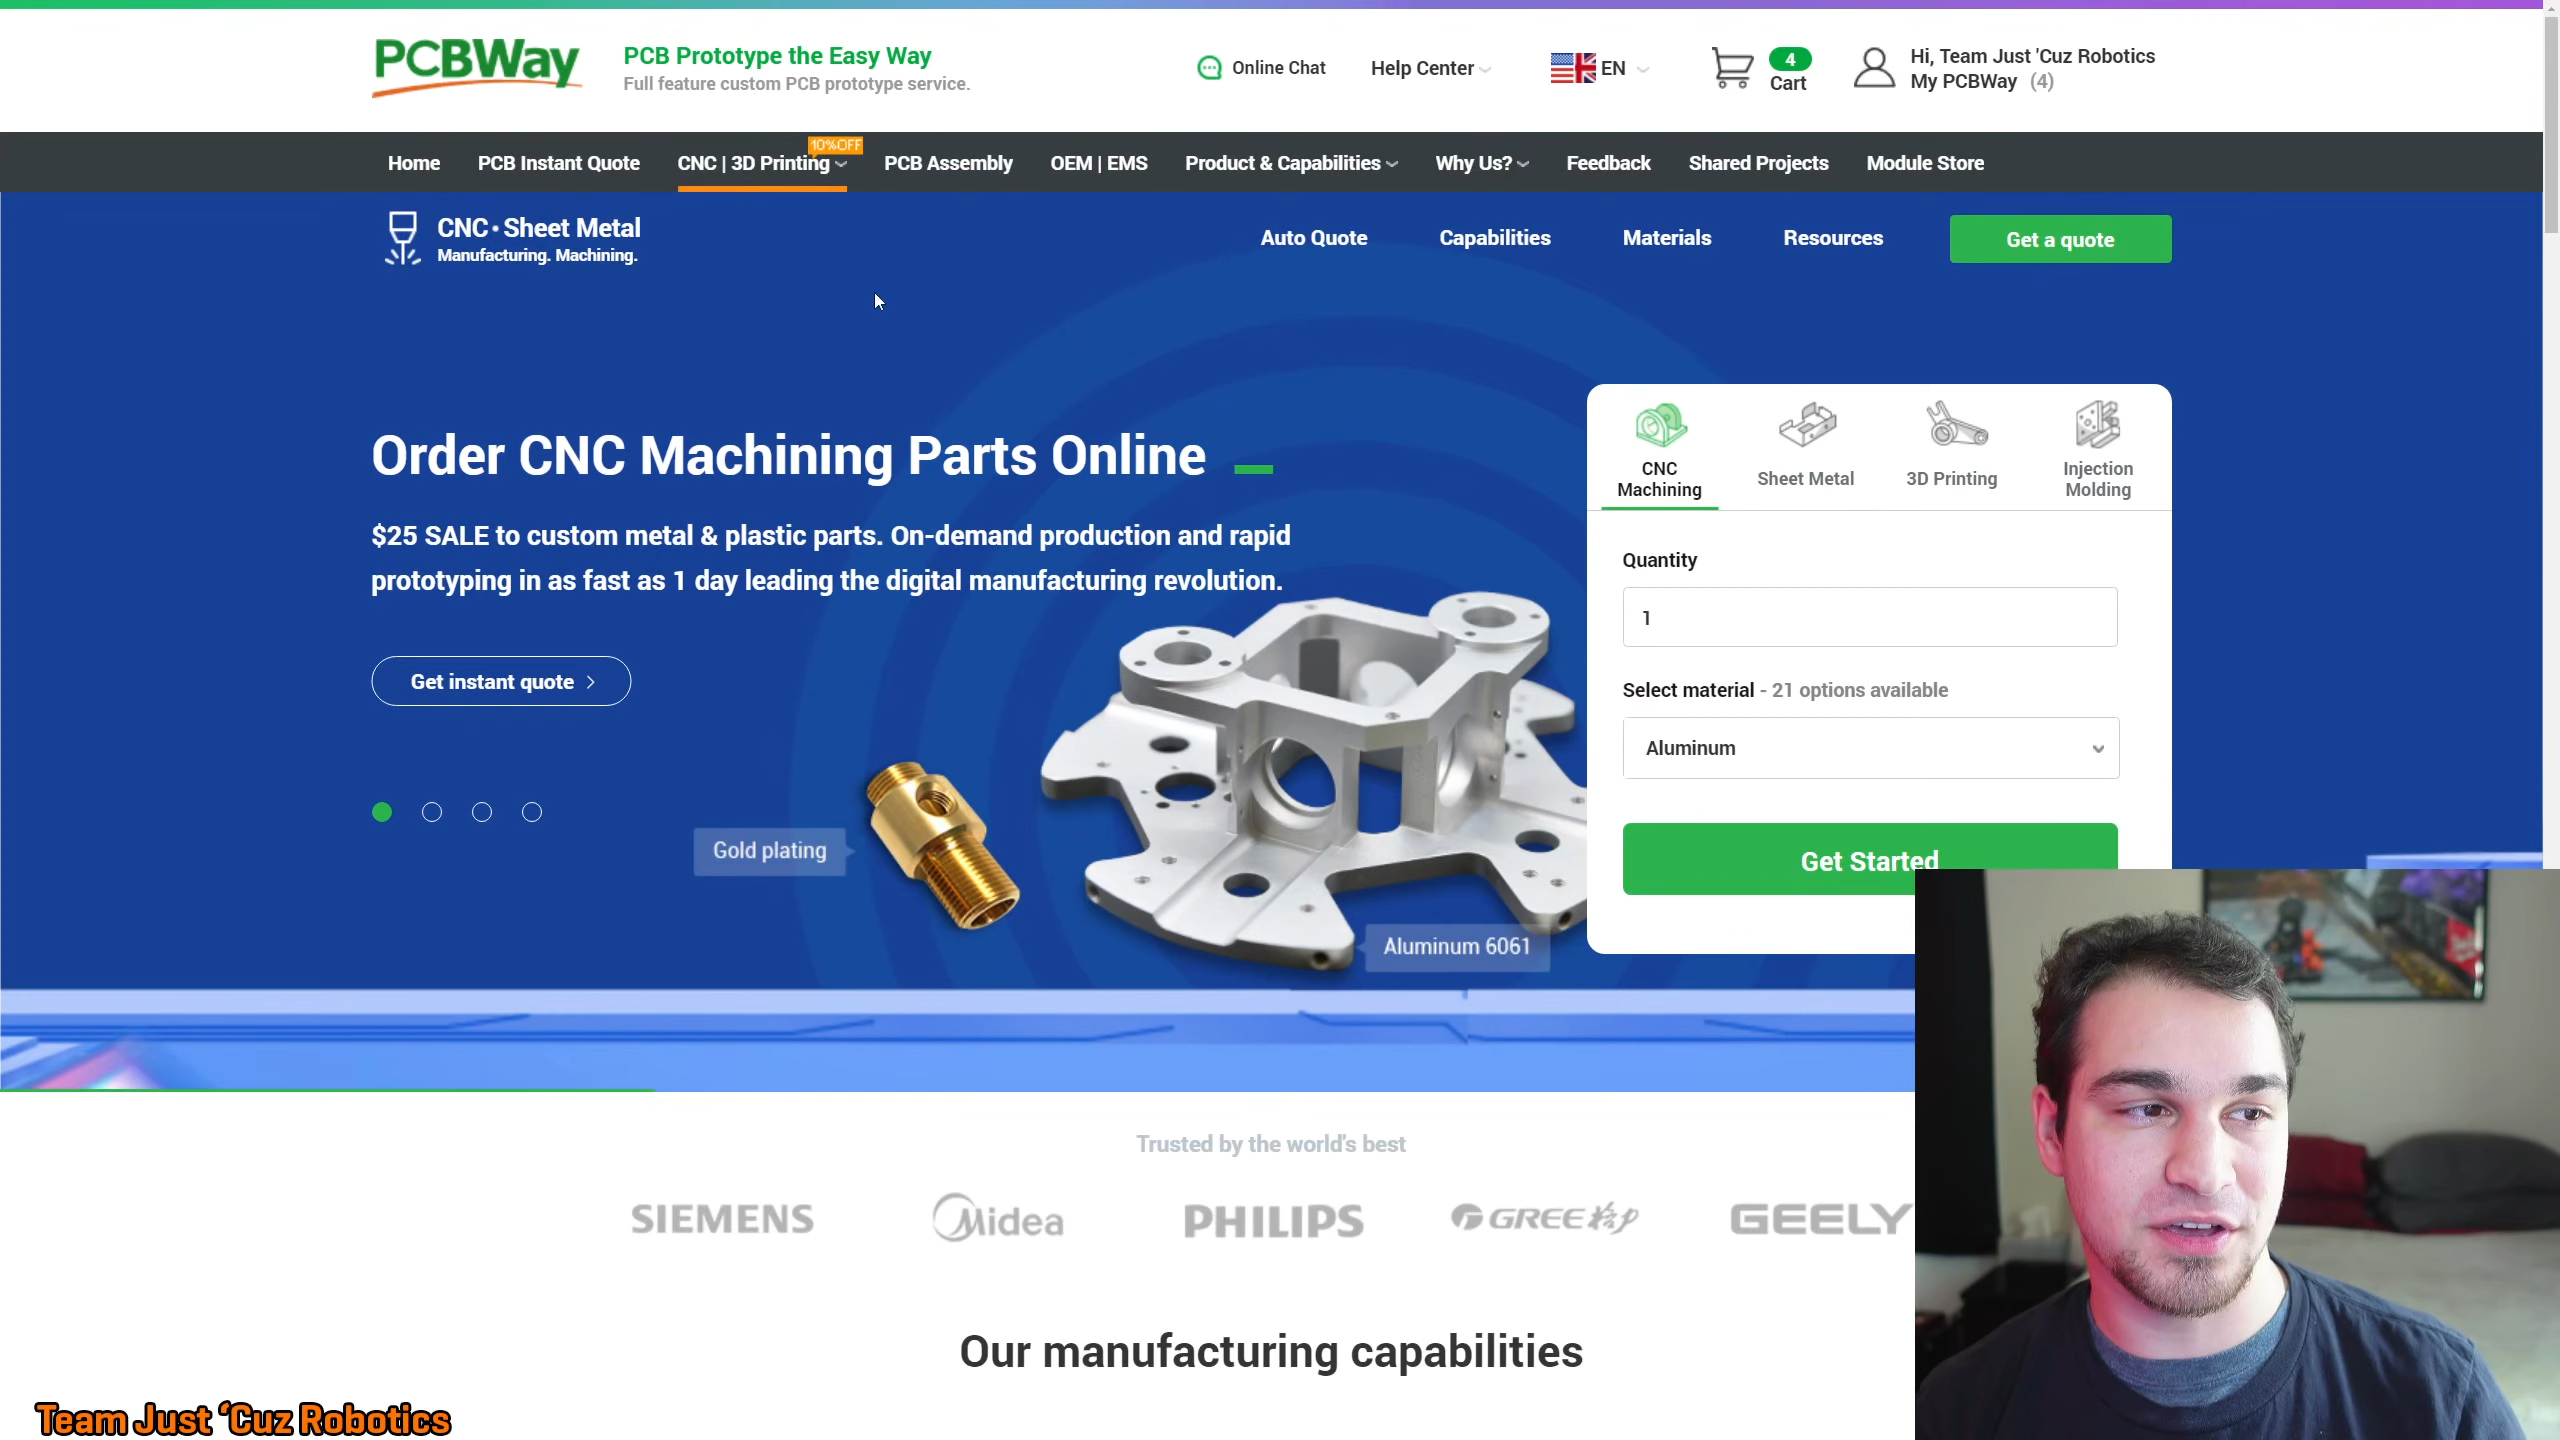 PCBWay
PCB Prototype the Easy Way
Full feature custom PCB prototype service.
Online Chat
Help Center
EN
4
Cart
Hi, Team Just 'Cuz Robotics
My PCBWay (4)
10%OFF
Home
PCB Instant Quote
CNC | 3D Printing
PCB Assembly
OEM | EMS
Product & Capabilities
Why Us?
Feedback
Shared Projects
Module Store
CNC • Sheet Metal
Manufacturing. Machining.
Auto Quote
Capabilities
Materials
Resources
Get a quote
Order CNC Machining Parts Online
$25 SALE to custom metal & plastic parts. On-demand production and rapid
prototyping in as fast as 1 day leading the digital manufacturing revolution.
Get instant quote
Gold plating
Aluminum 6061
CNC
Machining
Sheet Metal
3D Printing
Injection
Molding
Quantity
1
Select material - 21 options available
Aluminum
Get Started
Trusted by the world's best
SIEMENS
Midea
PHILIPS
GREE 格力
GEELY
Our manufacturing capabilities
Team Just ‘Cuz Robotics